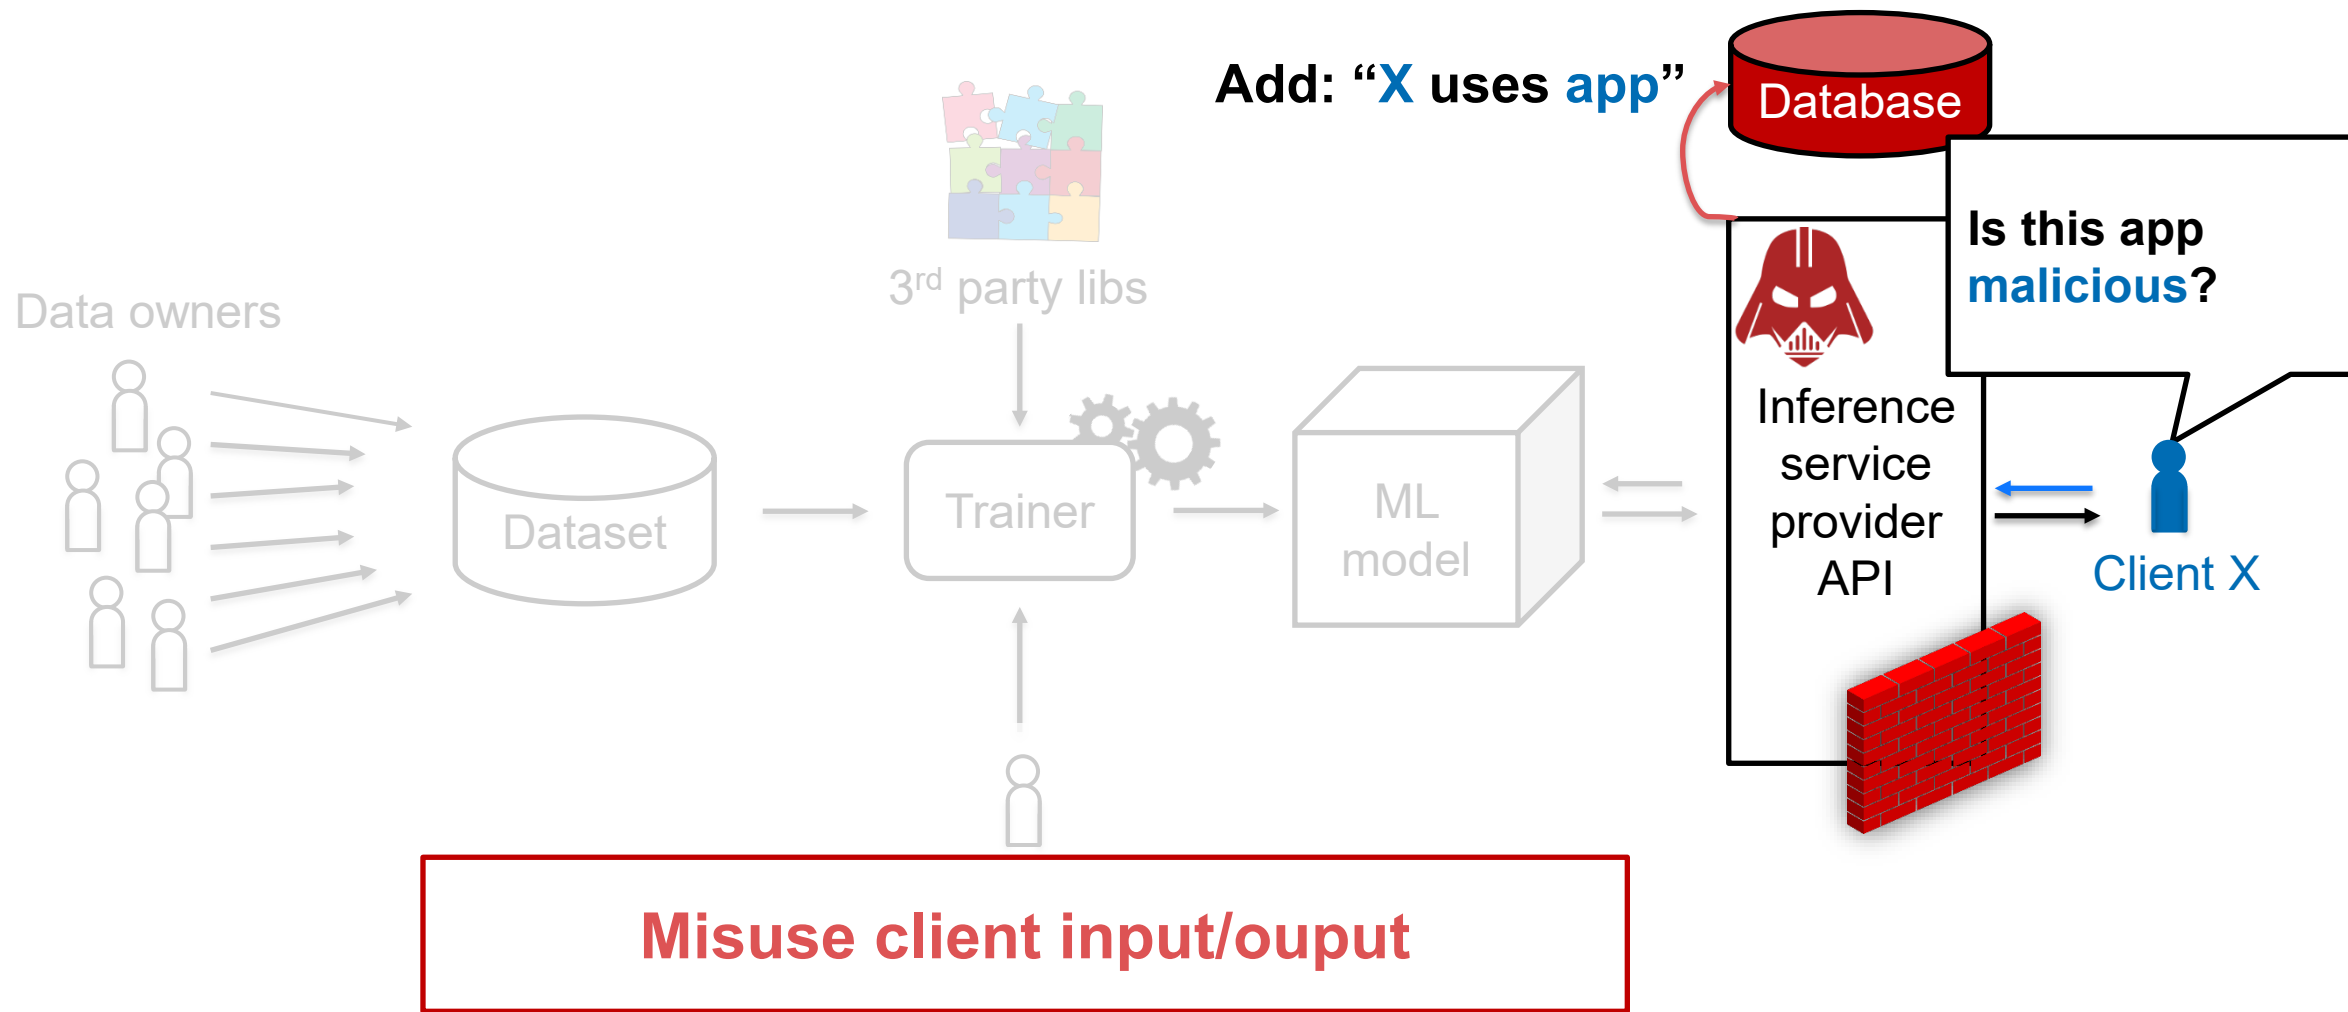 Add: “X uses app”
Database
Is this app
malicious?
3rd party libs
Data owners
Dataset
Trainer
ML
model
Inference
service
provider
API
Client X
Misuse client input/ouput